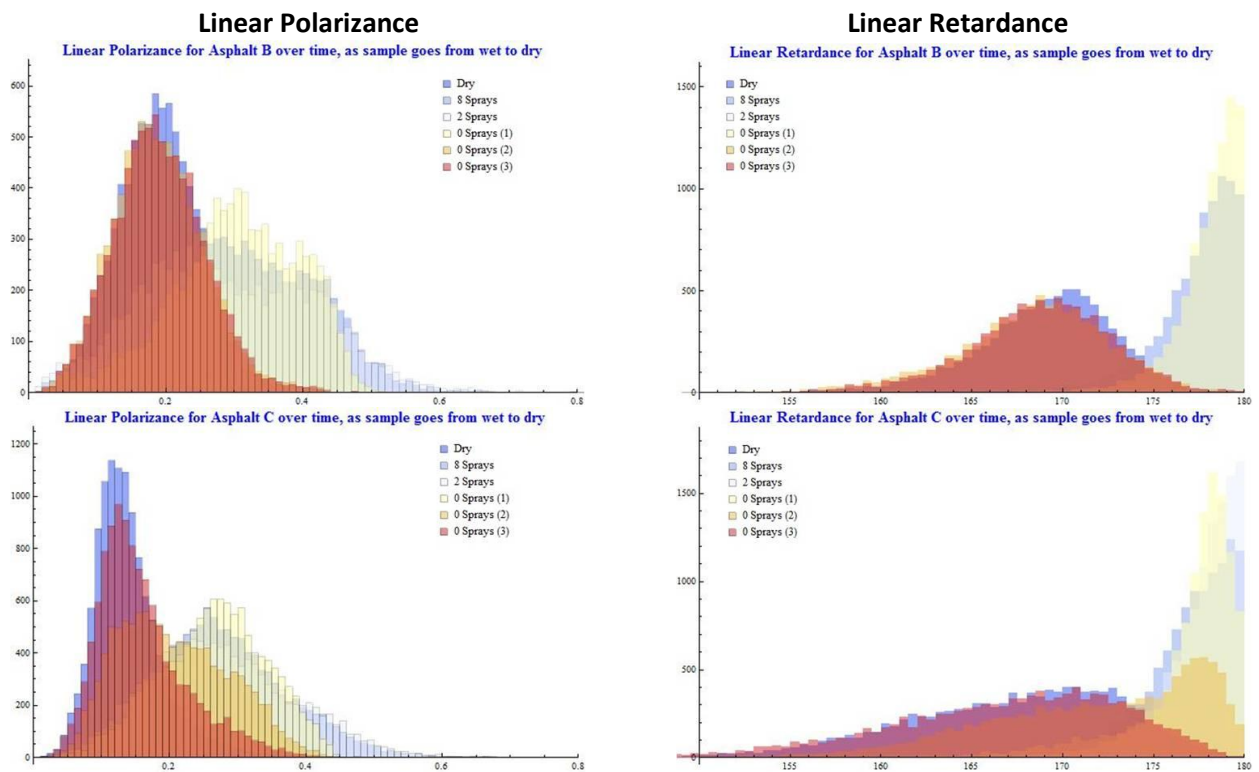 Linear Polarizance
Linear Retardance
Linear Polarizance for Asphalt B over time, as sample goes from wet to dry
600
500
400
300
200
100
0
0.2
0.4
0.6
0.8
Dry
8 Sprays
2 Sprays
0 Sprays (1)
0 Sprays (2)
0 Sprays (3)
Linear Retardance for Asphalt B over time, as sample goes from wet to dry
1500
1000
500
0
155
160
165
170
175
180
Dry
8 Sprays
2 Sprays
0 Sprays (1)
0 Sprays (2)
0 Sprays (3)
Linear Polarizance for Asphalt C over time, as sample goes from wet to dry
1200
1000
800
600
400
200
0
0.2
0.4
0.6
0.8
Dry
8 Sprays
2 Sprays
0 Sprays (1)
0 Sprays (2)
0 Sprays (3)
Linear Retardance for Asphalt C over time, as sample goes from wet to dry
1500
1000
500
0
155
160
165
170
175
180
Dry
8 Sprays
2 Sprays
0 Sprays (1)
0 Sprays (2)
0 Sprays (3)